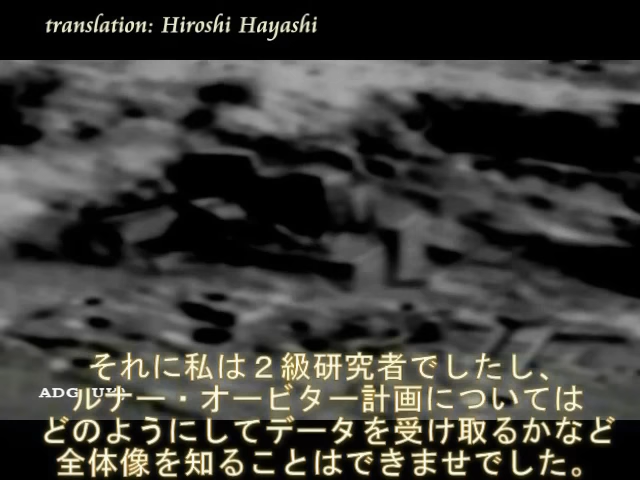 translation: Hiroshi Hayashi
それに私は２級研究者でしたし、
ADG (UK)
ルナー・オービター計画については
どのようにしてデータを受け取るかなど
全体像を知ることはできませでした。